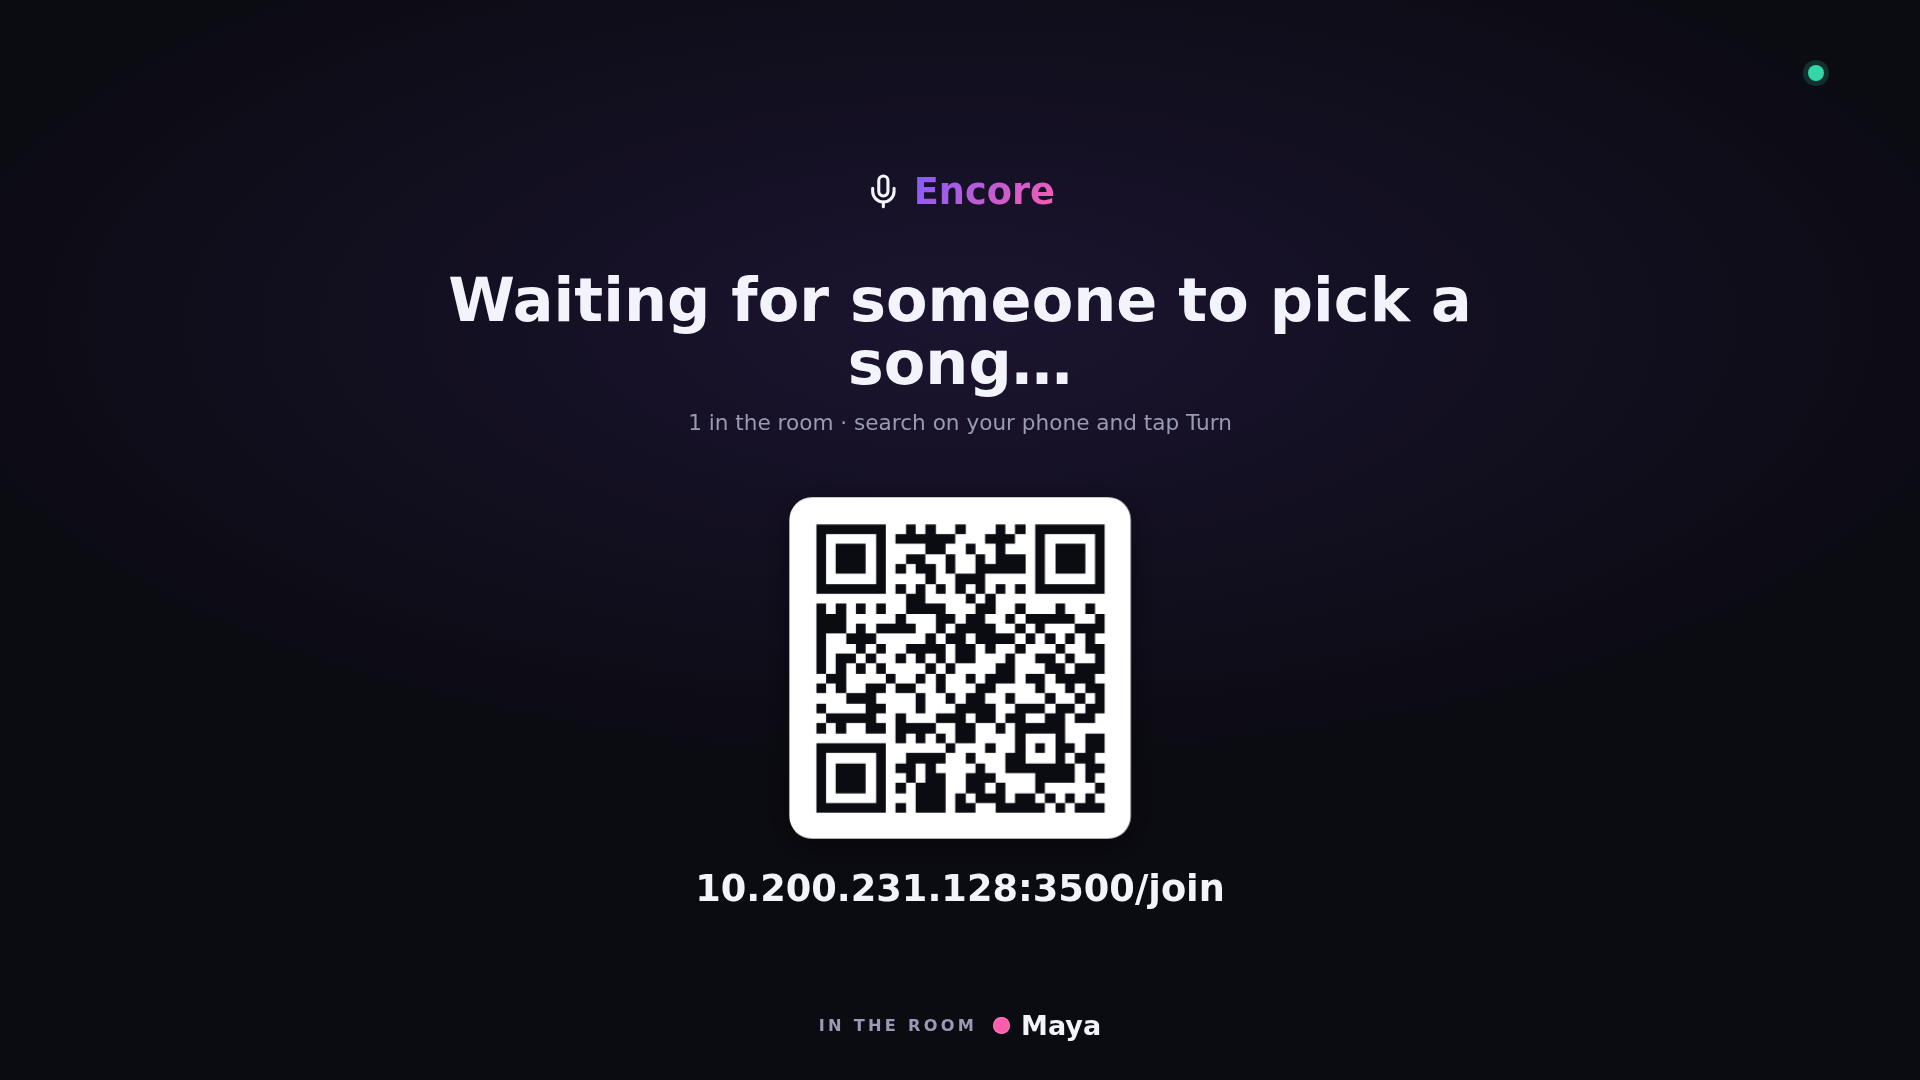 Encore
Waiting for someone to pick a
song…
1 in the room · search on your phone and tap Turn
10.200.231.128:3500/join
IN THE ROOM Maya